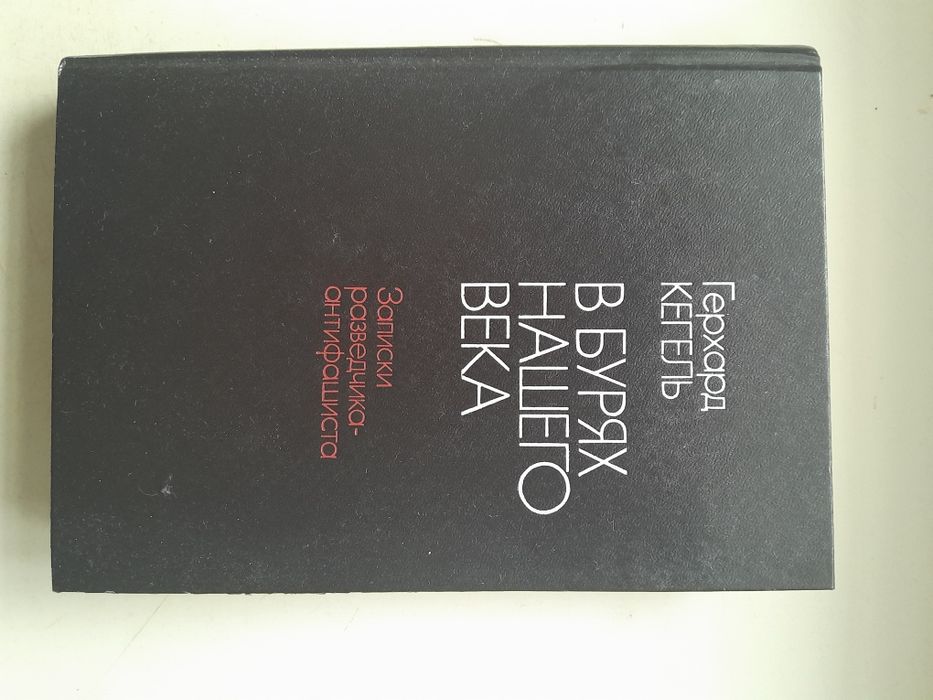 Герхард
КЕГЕЛЬ
В БУРЯХ
НАШЕГО
ВЕКА
Записки
разведчика-
антифашиста